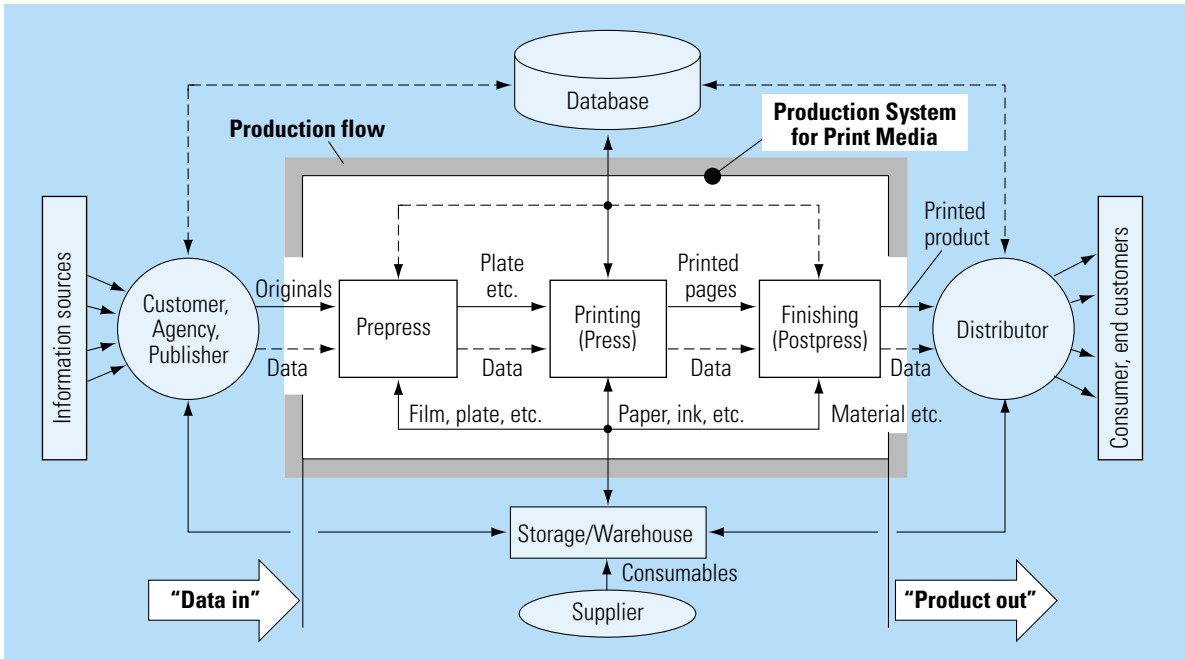 Database
Production System
for Print Media
Production flow
Information sources
Customer,
Agency,
Publisher
Originals
Data
Prepress
Plate
etc.
Data
Printing
(Press)
Printed
pages
Data
Finishing
(Postpress)
Printed
product
Data
Distributor
Consumer, end customers
Film, plate, etc.
Paper, ink, etc.
Material etc.
Storage/Warehouse
Consumables
Supplier
“Data in”
“Product out”